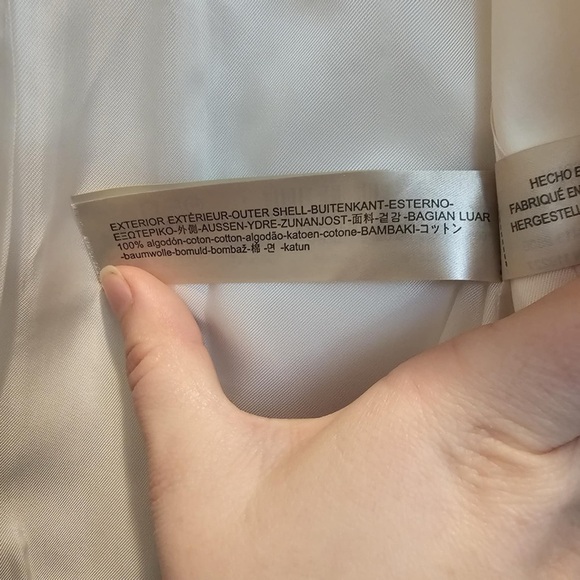 EXTERIOR EXTÉRIEUR-OUTER SHELL-BUITENKANT-ESTERNO-
ΕΞΩΤΕΡΙΚΟ-外側-AUSSEN-YDRE-ZUNANJOST-面料-겉감-BAGIAN LUAR
100% algodón-coton-cotton-algodão-katoen-cotone-BAMBAKI-コットン
-baumwolle-bomuld-bombaž-棉 -면 -katun
HECHO E
FABRIQUÉ EN
HERGESTELL